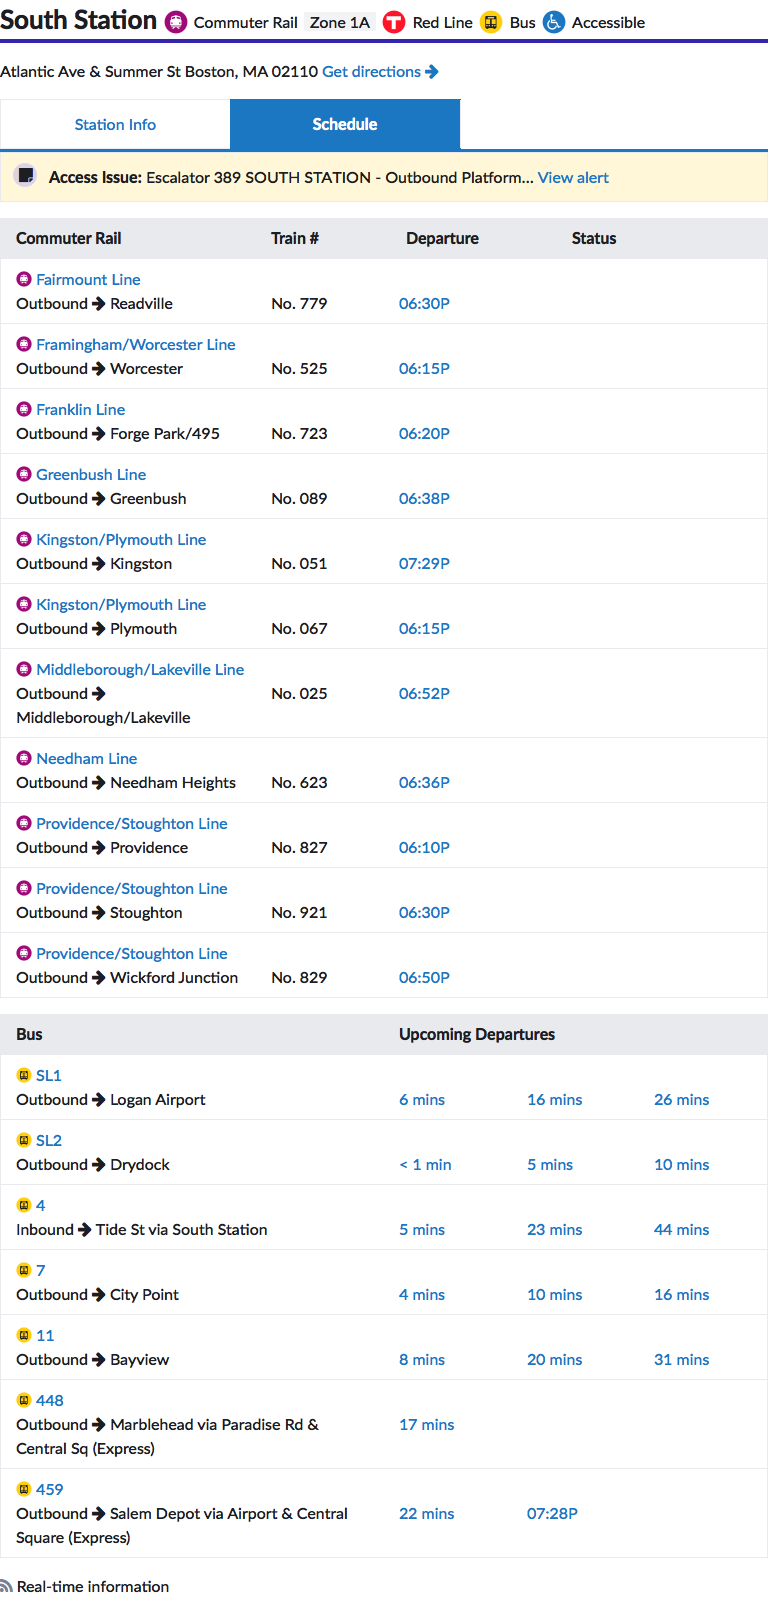 South Station Commuter Rail Zone 1A T Red Line Bus Accessible
Atlantic Ave & Summer St Boston, MA 02110 Get directions
Station Info Schedule
Access Issue: Escalator 389 SOUTH STATION - Outbound Platform... View alert
Commuter Rail Train # Departure Status
Fairmount Line
Outbound Readville No. 779 06:30P
Framingham/Worcester Line
Outbound Worcester No. 525 06:15P
Franklin Line
Outbound Forge Park/495 No. 723 06:20P
Greenbush Line
Outbound Greenbush No. 089 06:38P
Kingston/Plymouth Line
Outbound Kingston No. 051 07:29P
Kingston/Plymouth Line
Outbound Plymouth No. 067 06:15P
Middleborough/Lakeville Line
Outbound No. 025 06:52P
Middleborough/Lakeville
Needham Line
Outbound Needham Heights No. 623 06:36P
Providence/Stoughton Line
Outbound Providence No. 827 06:10P
Providence/Stoughton Line
Outbound Stoughton No. 921 06:30P
Providence/Stoughton Line
Outbound Wickford Junction No. 829 06:50P
Bus Upcoming Departures
SL1
Outbound Logan Airport 6 mins 16 mins 26 mins
SL2
Outbound Drydock < 1 min 5 mins 10 mins
4
Inbound Tide St via South Station 5 mins 23 mins 44 mins
7
Outbound City Point 4 mins 10 mins 16 mins
11
Outbound Bayview 8 mins 20 mins 31 mins
448
Outbound Marblehead via Paradise Rd & 17 mins
Central Sq (Express)
459
Outbound Salem Depot via Airport & Central 22 mins 07:28P
Square (Express)
Real-time information